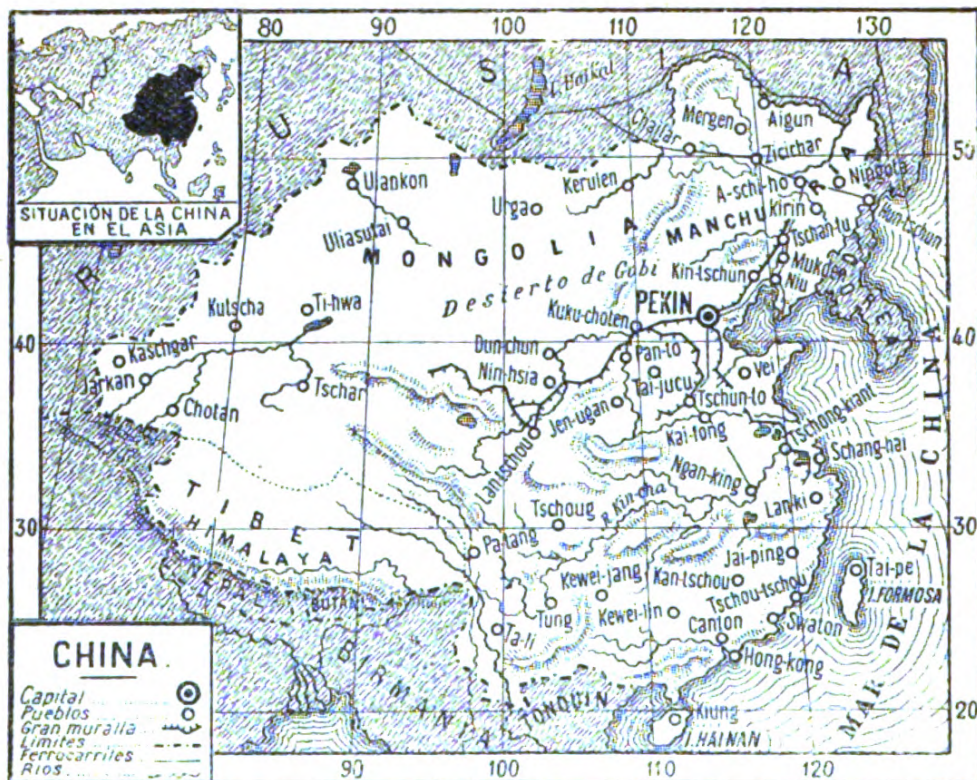 80
90
100
110
120
130
R U S I A
L. Baikal
Mergen
Aigun
Chailar
Zicichar
50
Ulankon
Kerulen
A-schi-ho
Ninguta
Urga
Kirin
Hun-tschun
SITUACIÓN DE LA CHINA
EN EL ASIA
Uliasutai
MONGOLIA
MANCHURIA
Tschan-tu
Mukden
Desierto de Gobi
Kin-tschun
Niu
Kutscha
Ti-hwa
PEKIN
Kuku-choten
COREA
40
Kaschgar
Dun-chun
Pan-to
Jarkan
Nin-hsia
Tai-jucu
Vei
Tschar
Tschun-to
Chotan
Jen-ugan
Tschong-kiant
Kai-fong
Schang-hai
Lan-tschou
Ngan-king
TIBET
R. Kin-cha
Lan-ki
30
Tschoug
HIMALAYA
Pa-tang
Jai-ping
Tai-pe
NEPAL
Kewei-jang
Kan-tschou
I. FORMOSA
BUTAN
Tschou-tschou
Tung
Kewei-lin
Swaton
Ta-li
Canton
Hong-kong
BIRMANIA
TONQUIN
Kiung
20
I. HAINAN
MAR DE LA CHINA
CHINA.
Capital
Pueblos
Gran muralla
Límites
Ferrocarriles
Rios
90
100
110
120